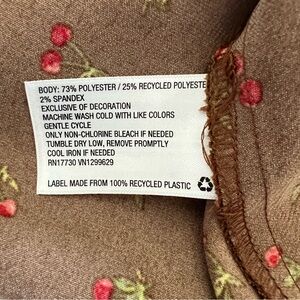 BODY: 73% POLYESTER / 25% RECYCLED POLYESTE
2% SPANDEX
EXCLUSIVE OF DECORATION
MACHINE WASH COLD WITH LIKE COLORS
GENTLE CYCLE
ONLY NON-CHLORINE BLEACH IF NEEDED
TUMBLE DRY LOW, REMOVE PROMPTLY
COOL IRON IF NEEDED
RN17730 VN1299629
LABEL MADE FROM 100% RECYCLED PLASTIC